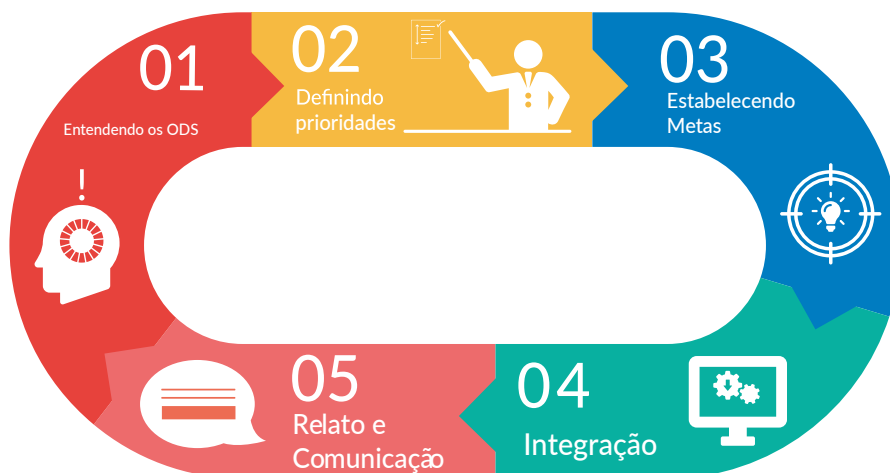 01
Entendendo os ODS
02
Definindo
prioridades
03
Estabelecendo
Metas
04
Integração
05
Relato e
Comunicação